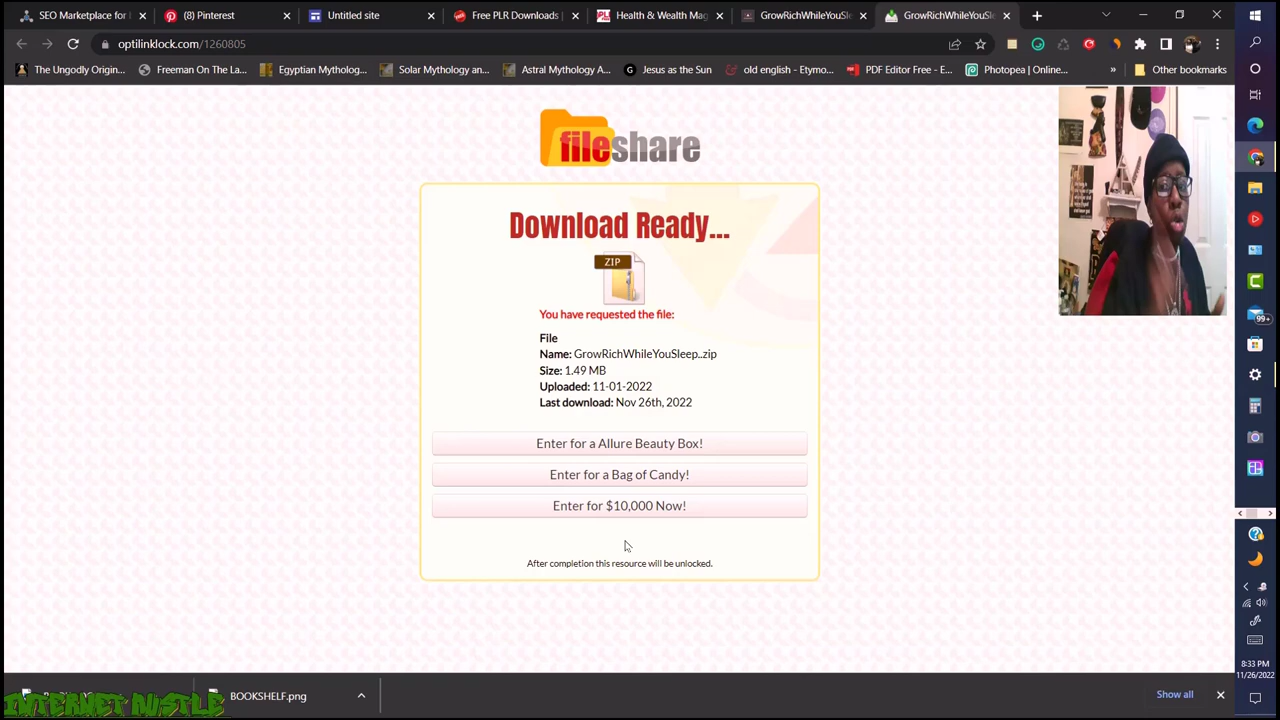 SEO Marketplace for
(8) Pinterest
Untitled site
Free PLR Downloads |
Health & Wealth Mag
GrowRichWhileYouSle
GrowRichWhileYouSle
optilinklock.com/1260805
The Ungodly Origin...
Freeman On The La...
Egyptian Mytholog...
Solar Mythology an...
Astral Mythology A...
Jesus as the Sun
old english - Etymo...
PDF Editor Free - E...
Photopea | Online...
»
Other bookmarks
fileshare
Download Ready...
ZIP
You have requested the file:
File
Name: GrowRichWhileYouSleep..zip
Size: 1.49 MB
Uploaded: 11-01-2022
Last download: Nov 26th, 2022
Enter for a Allure Beauty Box!
Enter for a Bag of Candy!
Enter for $10,000 Now!
After completion this resource will be unlocked.
99+
8:33 PM
11/26/2022
BOOKSHELF.png
Show all
INTERNET HUSTLE